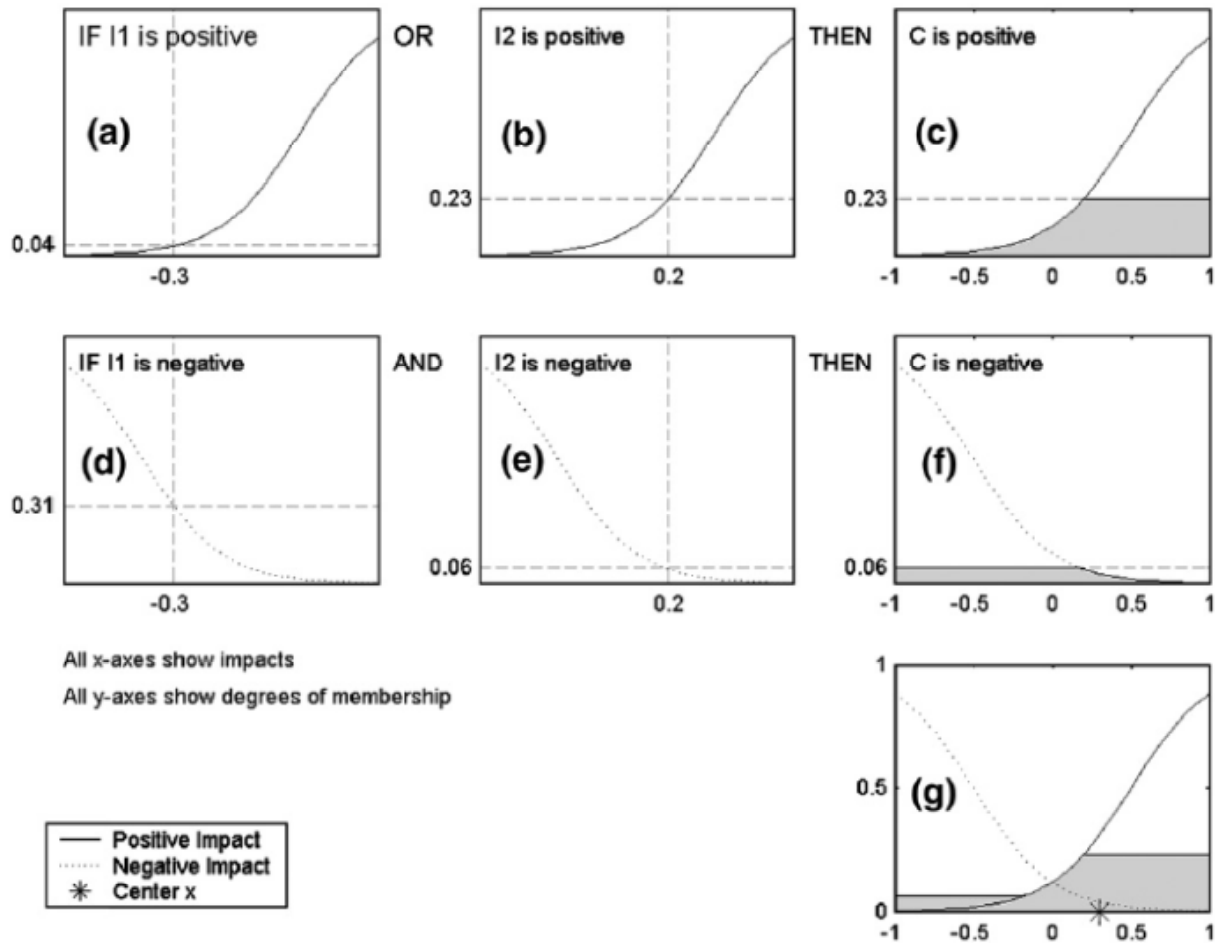 IF I1 is positive OR I2 is positive THEN C is positive
(a) (b) (c)
0.23 0.23
0.04
-0.3 0.2 -1 -0.5 0 0.5 1
IF I1 is negative AND I2 is negative THEN C is negative
(d) (e) (f)
0.31
0.06 0.06
-0.3 0.2 -1 -0.5 0 0.5 1
All x-axes show impacts
All y-axes show degrees of membership
1
0.5
(g)
0
-1 -0.5 0 0.5 1
Positive Impact
Negative Impact
Center x